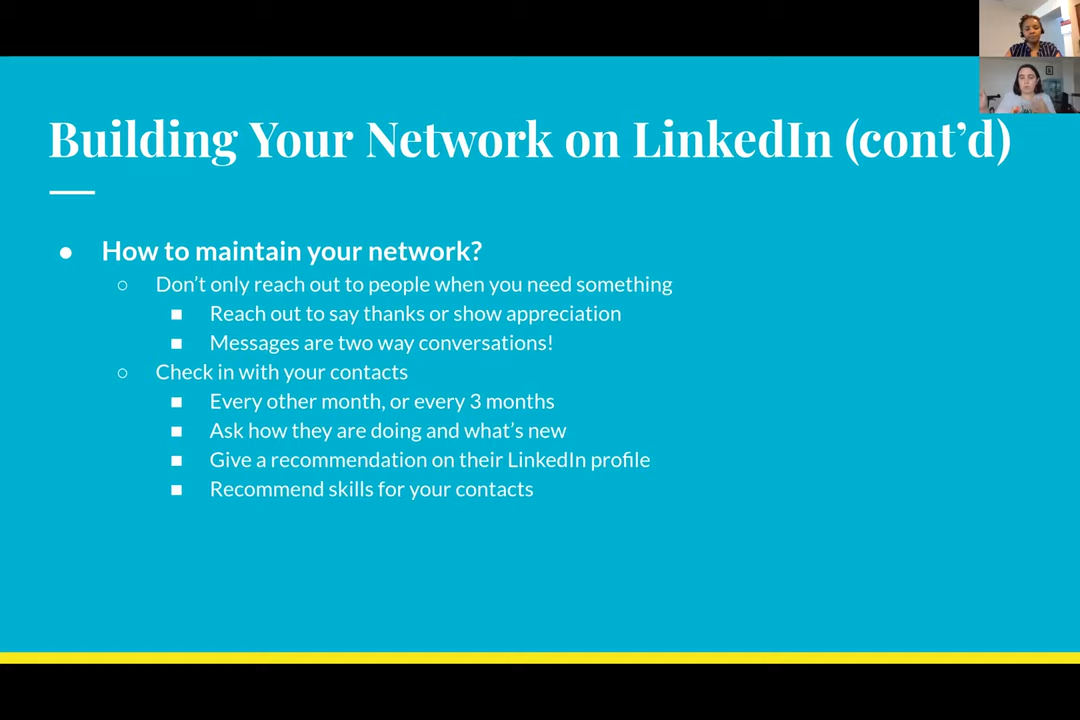 Building Your Network on LinkedIn (cont’d)
● How to maintain your network?
○ Don’t only reach out to people when you need something
■ Reach out to say thanks or show appreciation
■ Messages are two way conversations!
○ Check in with your contacts
■ Every other month, or every 3 months
■ Ask how they are doing and what’s new
■ Give a recommendation on their LinkedIn profile
■ Recommend skills for your contacts